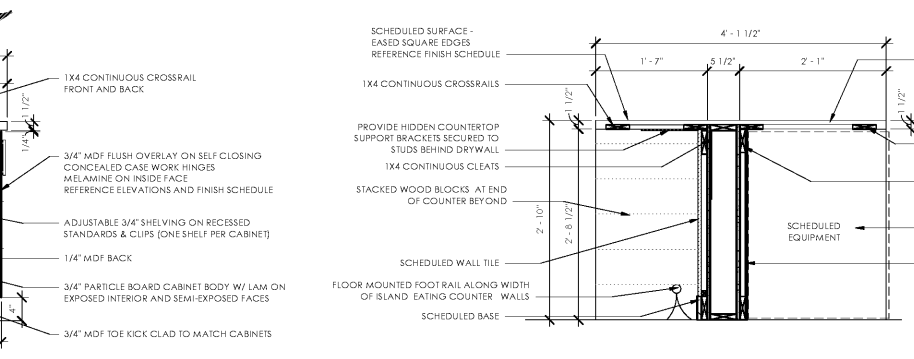 1X4 CONTINUOUS CROSSRAIL
FRONT AND BACK
1 1/2"
1/4"
3/4" MDF FLUSH OVERLAY ON SELF CLOSING
CONCEALED CASE WORK HINGES
MELAMINE ON INSIDE FACE
REFERENCE ELEVATIONS AND FINISH SCHEDULE
ADJUSTABLE 3/4" SHELVING ON RECESSED
STANDARDS & CLIPS (ONE SHELF PER CABINET)
1/4" MDF BACK
3/4" PARTICLE BOARD CABINET BODY W/ LAM ON
EXPOSED INTERIOR AND SEMI-EXPOSED FACES
4"
3/4" MDF TOE KICK CLAD TO MATCH CABINETS
SCHEDULED SURFACE -
EASED SQUARE EDGES
REFERENCE FINISH SCHEDULE
1X4 CONTINUOUS CROSSRAILS
PROVIDE HIDDEN COUNTERTOP
SUPPORT BRACKETS SECURED TO
STUDS BEHIND DRYWALL
1X4 CONTINUOUS CLEATS
STACKED WOOD BLOCKS AT END
OF COUNTER BEYOND
SCHEDULED WALL TILE
FLOOR MOUNTED FOOT RAIL ALONG WIDTH
OF ISLAND EATING COUNTER WALLS
SCHEDULED BASE
4' - 1 1/2"
1' - 7"
5 1/2"
2' - 1"
1 1/2"
1 1/2"
2' - 10"
2' - 8 1/2"
SCHEDULED
EQUIPMENT